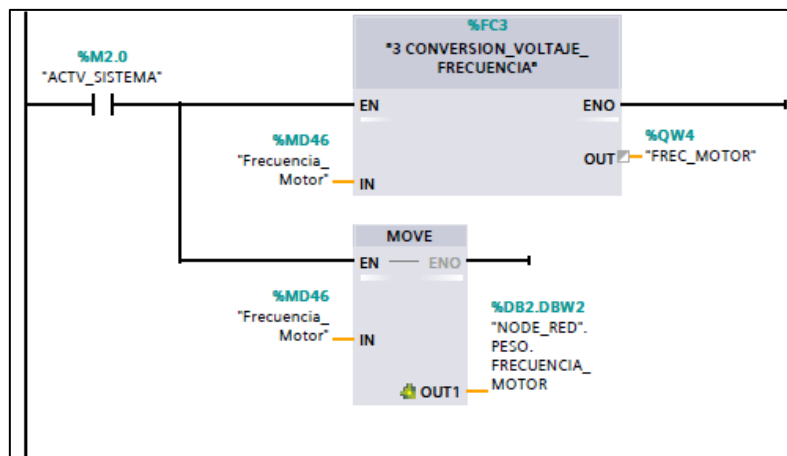 %FC3
"3 CONVERSION_VOLTAJE_
FRECUENCIA"
%M2.0
"ACTV_SISTEMA"
EN
ENO
%MD46
"Frecuencia_
Motor"
IN
%QW4
OUT
"FREC_MOTOR"
MOVE
EN
ENO
%MD46
"Frecuencia_
Motor"
IN
%DB2.DBW2
"NODE_RED".
PESO.
FRECUENCIA_
MOTOR
OUT1